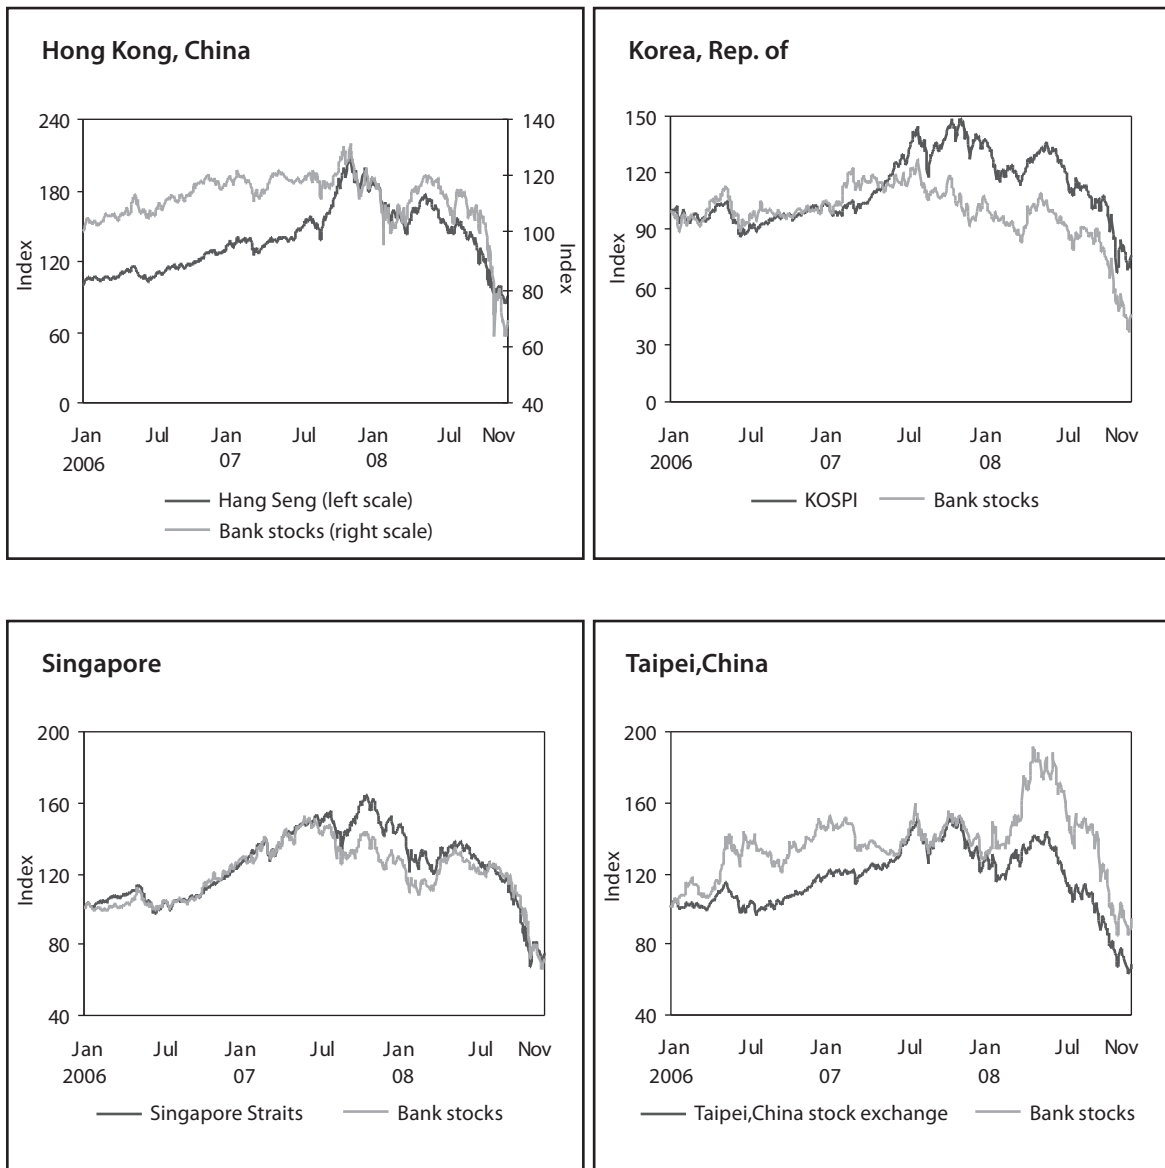 Hong Kong, China
240
180
120
60
0
Index
140
120
100
80
60
40
Index
Jan Jul Jan Jul Jan Jul Nov
2006 07 08
Hang Seng (left scale)
Bank stocks (right scale)
Korea, Rep. of
150
120
90
60
30
0
Index
Jan Jul Jan Jul Jan Jul Nov
2006 07 08
KOSPI Bank stocks
Singapore
200
160
120
80
40
Index
Jan Jul Jan Jul Jan Jul Nov
2006 07 08
Singapore Straits Bank stocks
Taipei,China
200
160
120
80
40
Index
Jan Jul Jan Jul Jan Jul Nov
2006 07 08
Taipei,China stock exchange Bank stocks